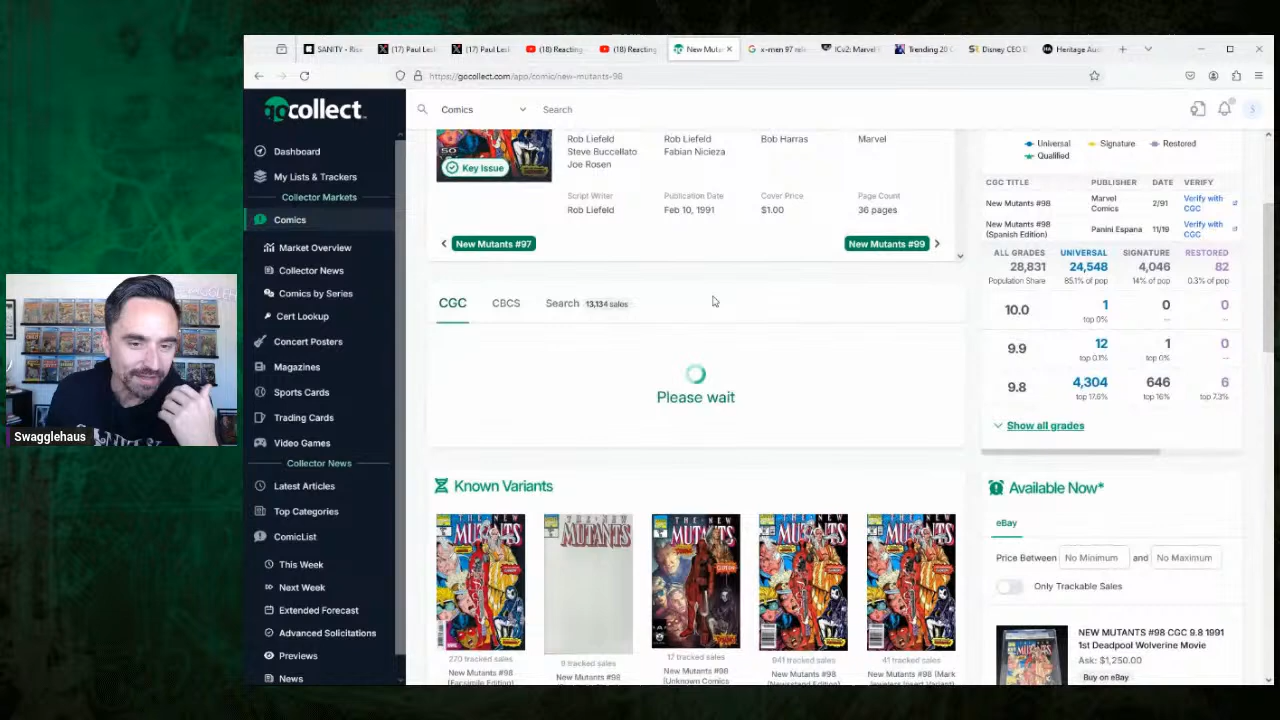 SANITY - Rise
(17) Paul Lesl
(17) Paul Lesl
(18) Reacting
(18) Reacting
New Muta
x-men 97 rele
ICv2: Marvel
Trending 20 C
Disney CEO D
Heritage Auc
https://gocollect.com/app/comic/new-mutants-98
gocollect
Comics
Search
Dashboard
My Lists & Trackers
Collector Markets
Comics
Market Overview
Collector News
Comics by Series
Cert Lookup
Concert Posters
Magazines
Sports Cards
Trading Cards
Video Games
Collector News
Latest Articles
Top Categories
ComicList
This Week
Next Week
Extended Forecast
Advanced Solicitations
Previews
News
Key Issue
Rob Liefeld
Steve Buccellato
Joe Rosen
Rob Liefeld
Fabian Nicieza
Bob Harras
Marvel
Script Writer
Publication Date
Cover Price
Page Count
Rob Liefeld
Feb 10, 1991
$1.00
36 pages
New Mutants #97
New Mutants #99
CGC
CBCS
Search 13,134 sales
Please wait
Known Variants
270 tracked sales
9 tracked sales
17 tracked sales
941 tracked sales
41 tracked sales
New Mutants #98
New Mutants #98
New Mutants #98
New Mutants #98
New Mutants #98 (Mark
(Facsimile Edition)
(Unknown Comics
(Newsstand Edition)
Jewelers Insert Variant)
Universal
Signature
Restored
Qualified
CGC TITLE
PUBLISHER
DATE
VERIFY
New Mutants #98
Marvel Comics
2/91
Verify with CGC
New Mutants #98 (Spanish Edition)
Panini Espana
11/19
Verify with CGC
ALL GRADES
UNIVERSAL
SIGNATURE
RESTORED
28,831
24,548
4,046
82
Population Share
85.1% of pop
14% of pop
0.3% of pop
10.0
1
0
0
top 0%
--
--
9.9
12
1
0
top 0.1%
top 0%
--
9.8
4,304
646
6
top 17.6%
top 16%
top 7.3%
Show all grades
Available Now*
eBay
Price Between
No Minimum
and
No Maximum
Only Trackable Sales
NEW MUTANTS #98 CGC 9.8 1991
1st Deadpool Wolverine Movie
Ask: $1,250.00
Buy on eBay
Swagglehaus